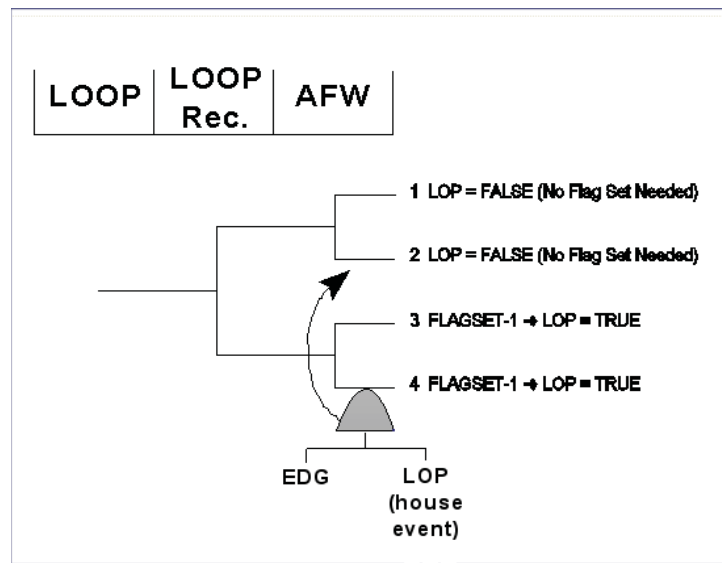 LOOP
LOOP
Rec.
AFW
1 LOP = FALSE (No Flag Set Needed)
2 LOP = FALSE (No Flag Set Needed)
3 FLAGSET-1 → LOP = TRUE
4 FLAGSET-1 → LOP = TRUE
EDG
LOP
(house
event)